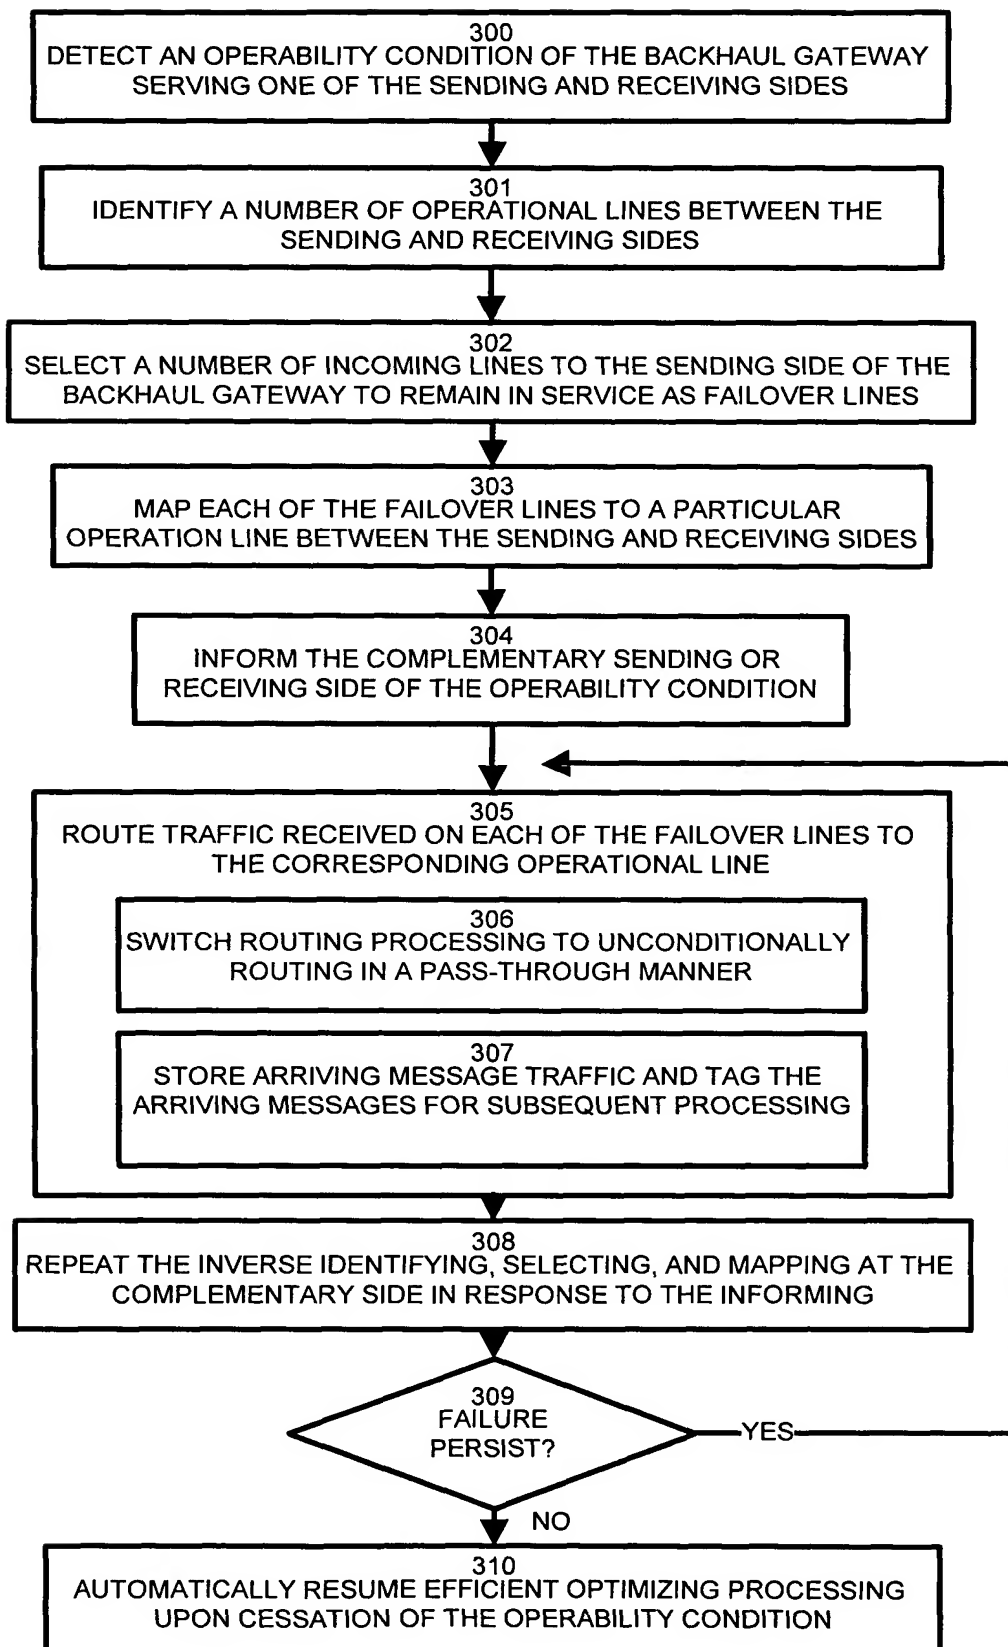 300
DETECT AN OPERABILITY CONDITION OF THE BACKHAUL GATEWAY
SERVING ONE OF THE SENDING AND RECEIVING SIDES
301
IDENTIFY A NUMBER OF OPERATIONAL LINES BETWEEN THE
SENDING AND RECEIVING SIDES
302
SELECT A NUMBER OF INCOMING LINES TO THE SENDING SIDE OF THE
BACKHAUL GATEWAY TO REMAIN IN SERVICE AS FAILOVER LINES
303
MAP EACH OF THE FAILOVER LINES TO A PARTICULAR
OPERATION LINE BETWEEN THE SENDING AND RECEIVING SIDES
304
INFORM THE COMPLEMENTARY SENDING OR
RECEIVING SIDE OF THE OPERABILITY CONDITION
305
ROUTE TRAFFIC RECEIVED ON EACH OF THE FAILOVER LINES TO
THE CORRESPONDING OPERATIONAL LINE
306
SWITCH ROUTING PROCESSING TO UNCONDITIONALLY
ROUTING IN A PASS-THROUGH MANNER
307
STORE ARRIVING MESSAGE TRAFFIC AND TAG THE
ARRIVING MESSAGES FOR SUBSEQUENT PROCESSING
308
REPEAT THE INVERSE IDENTIFYING, SELECTING, AND MAPPING AT THE
COMPLEMENTARY SIDE IN RESPONSE TO THE INFORMING
309
FAILURE
PERSIST?
YES
NO
310
AUTOMATICALLY RESUME EFFICIENT OPTIMIZING PROCESSING
UPON CESSATION OF THE OPERABILITY CONDITION